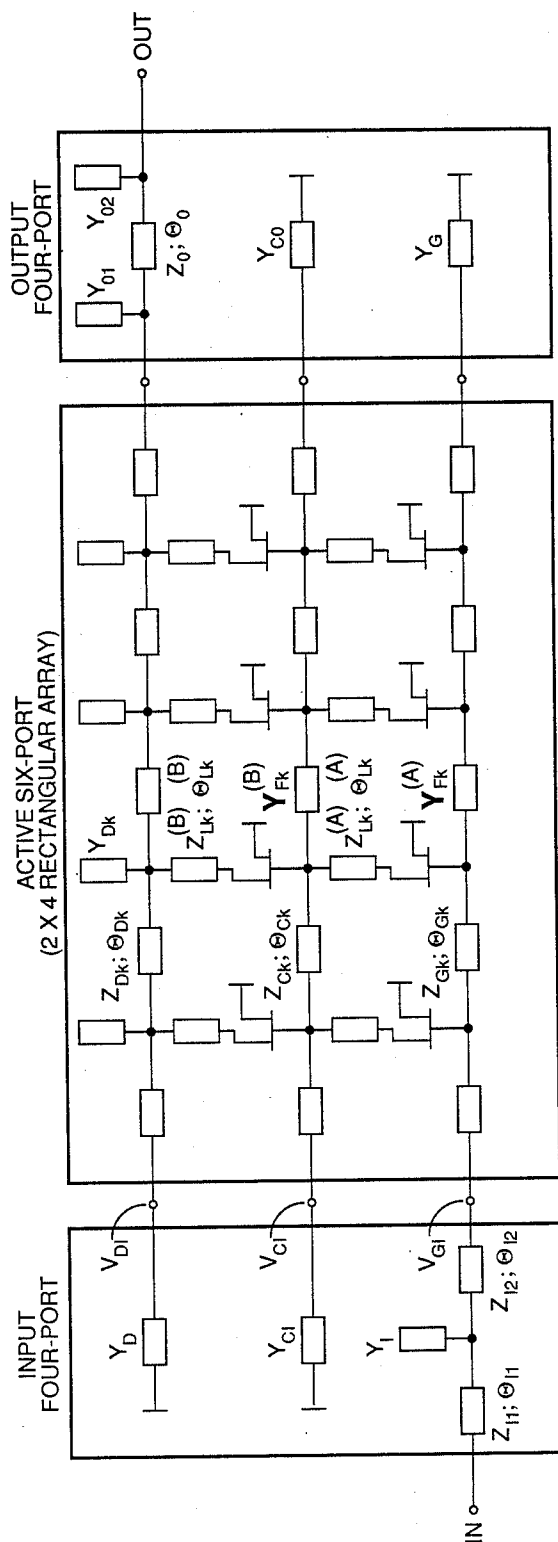 INPUT
FOUR-PORT
ACTIVE SIX-PORT
(2 X 4 RECTANGULAR ARRAY)
OUTPUT
FOUR-PORT
Y_D
V_DI
Z_Dk; Θ_Dk
Y_Dk
Z_Lk^(B); Θ_Lk^(B)
Y_01
Y_02
Z_0; Θ_0
OUT
Y_CI
V_CI
Z_Ck; Θ_Ck
Y_Fk^(B)
Z_Lk^(A); Θ_Lk^(A)
Y_C0
Y_I
V_GI
Z_Gk; Θ_Gk
Y_Fk^(A)
Y_G
IN
Z_I1; Θ_I1
Z_I2; Θ_I2